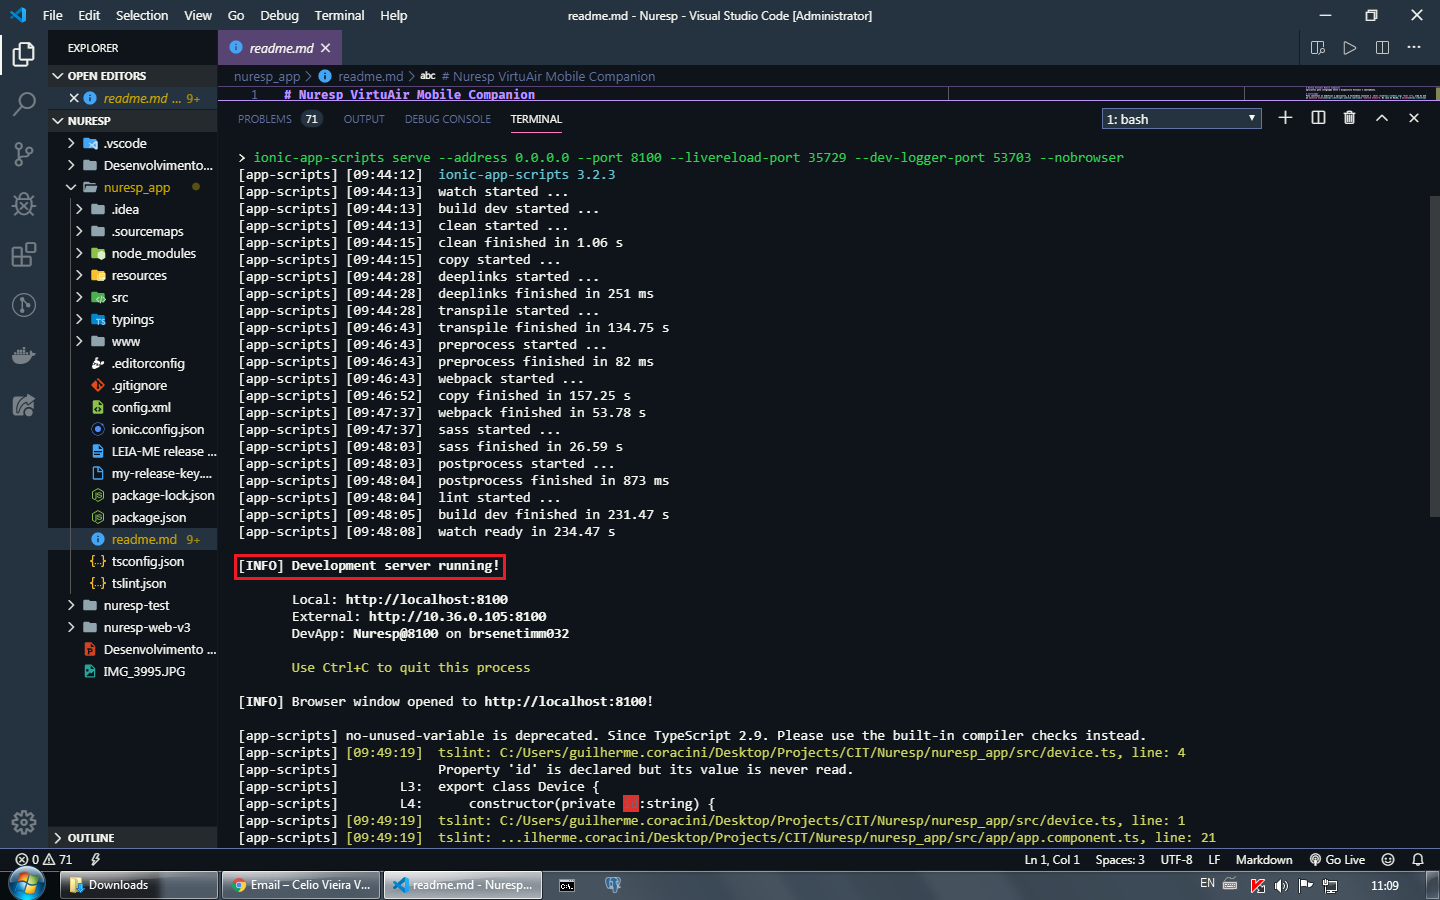 File Edit Selection View Go Debug Terminal Help
readme.md - Nuresp - Visual Studio Code [Administrator]
EXPLORER
OPEN EDITORS
readme.md ... 9+
NURESP
.vscode
Desenvolvimento...
nuresp_app
.idea
.sourcemaps
node_modules
resources
src
typings
www
.editorconfig
.gitignore
config.xml
ionic.config.json
LEIA-ME release ...
my-release-key....
package-lock.json
package.json
readme.md 9+
tsconfig.json
tslint.json
nuresp-test
nuresp-web-v3
Desenvolvimento ...
IMG_3995.JPG
OUTLINE
readme.md
nuresp_app > readme.md > abc # Nuresp VirtuAir Mobile Companion
1 # Nuresp VirtuAir Mobile Companion
PROBLEMS 71 OUTPUT DEBUG CONSOLE TERMINAL
1: bash
> ionic-app-scripts serve --address 0.0.0.0 --port 8100 --livereload-port 35729 --dev-logger-port 53703 --nobrowser
[app-scripts] [09:44:12] ionic-app-scripts 3.2.3
[app-scripts] [09:44:13] watch started ...
[app-scripts] [09:44:13] build dev started ...
[app-scripts] [09:44:13] clean started ...
[app-scripts] [09:44:15] clean finished in 1.06 s
[app-scripts] [09:44:15] copy started ...
[app-scripts] [09:44:28] deeplinks started ...
[app-scripts] [09:44:28] deeplinks finished in 251 ms
[app-scripts] [09:44:28] transpile started ...
[app-scripts] [09:46:43] transpile finished in 134.75 s
[app-scripts] [09:46:43] preprocess started ...
[app-scripts] [09:46:43] preprocess finished in 82 ms
[app-scripts] [09:46:43] webpack started ...
[app-scripts] [09:46:52] copy finished in 157.25 s
[app-scripts] [09:47:37] webpack finished in 53.78 s
[app-scripts] [09:47:37] sass started ...
[app-scripts] [09:48:03] sass finished in 26.59 s
[app-scripts] [09:48:03] postprocess started ...
[app-scripts] [09:48:04] postprocess finished in 873 ms
[app-scripts] [09:48:04] lint started ...
[app-scripts] [09:48:05] build dev finished in 231.47 s
[app-scripts] [09:48:08] watch ready in 234.47 s
[INFO] Development server running!
Local: http://localhost:8100
External: http://10.36.0.105:8100
DevApp: Nuresp@8100 on brsenetimm032
Use Ctrl+C to quit this process
[INFO] Browser window opened to http://localhost:8100!
[app-scripts] no-unused-variable is deprecated. Since TypeScript 2.9. Please use the built-in compiler checks instead.
[app-scripts] [09:49:19] tslint: C:/Users/guilherme.coracini/Desktop/Projects/CIT/Nuresp/nuresp_app/src/device.ts, line: 4
[app-scripts] Property 'id' is declared but its value is never read.
[app-scripts] L3: export class Device {
[app-scripts] L4: constructor(private :string) {
[app-scripts] [09:49:19] tslint: C:/Users/guilherme.coracini/Desktop/Projects/CIT/Nuresp/nuresp_app/src/device.ts, line: 1
[app-scripts] [09:49:19] tslint: ...ilherme.coracini/Desktop/Projects/CIT/Nuresp/nuresp_app/src/app/app.component.ts, line: 21
0 71 Ln 1, Col 1 Spaces: 3 UTF-8 LF Markdown Go Live
Downloads Email – Celio Vieira V... readme.md - Nuresp... EN 11:09